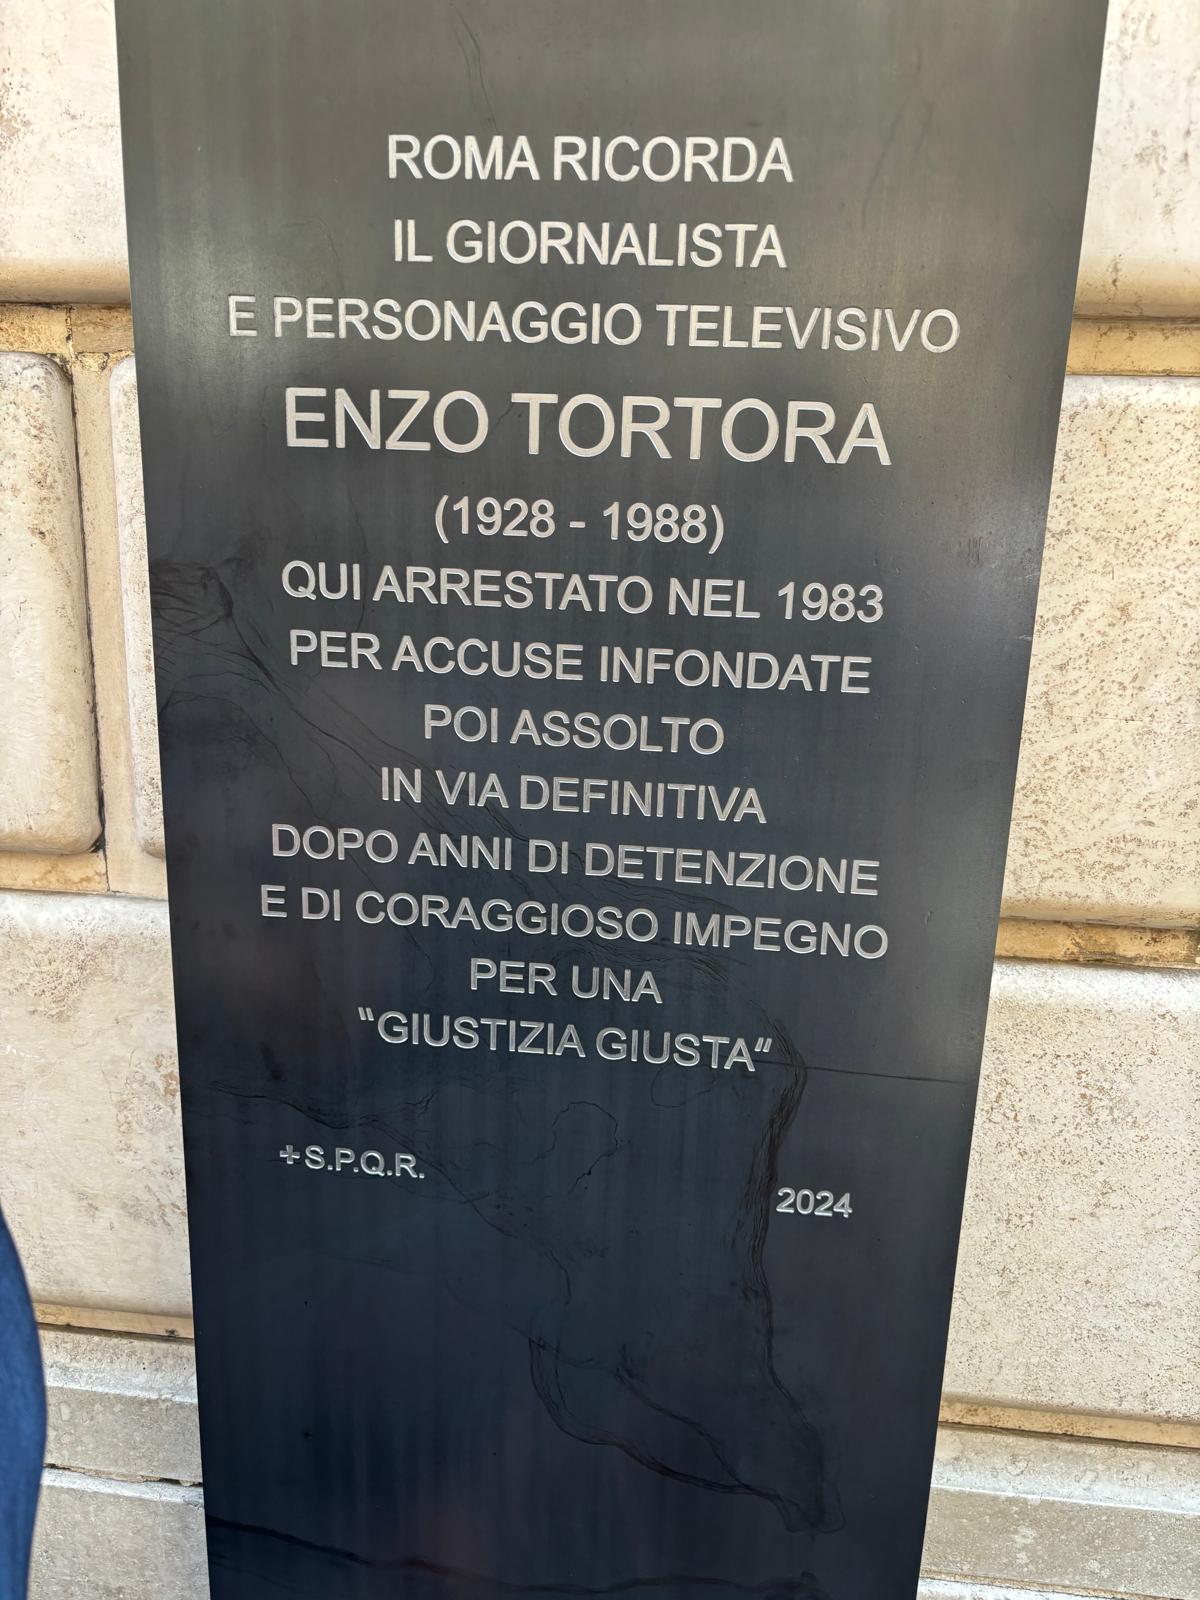 ROMA RICORDA
IL GIORNALISTA
E PERSONAGGIO TELEVISIVO
ENZO TORTORA
(1928 - 1988)
QUI ARRESTATO NEL 1983
PER ACCUSE INFONDATE
POI ASSOLTO
IN VIA DEFINITIVA
DOPO ANNI DI DETENZIONE
E DI CORAGGIOSO IMPEGNO
PER UNA
“GIUSTIZIA GIUSTA”
+S.P.Q.R.
2024